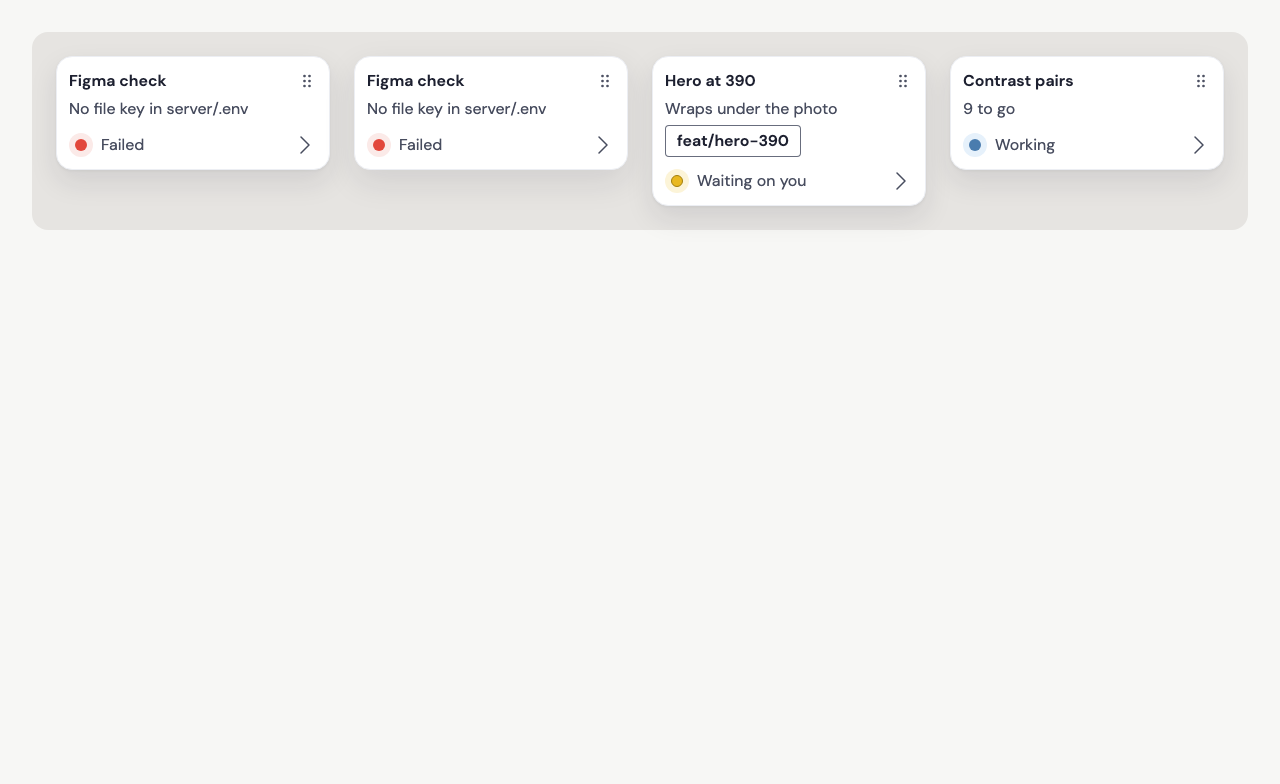 Figma check
No file key in server/.env
Failed
Figma check
No file key in server/.env
Failed
Hero at 390
Wraps under the photo
feat/hero-390
Waiting on you
Contrast pairs
9 to go
Working